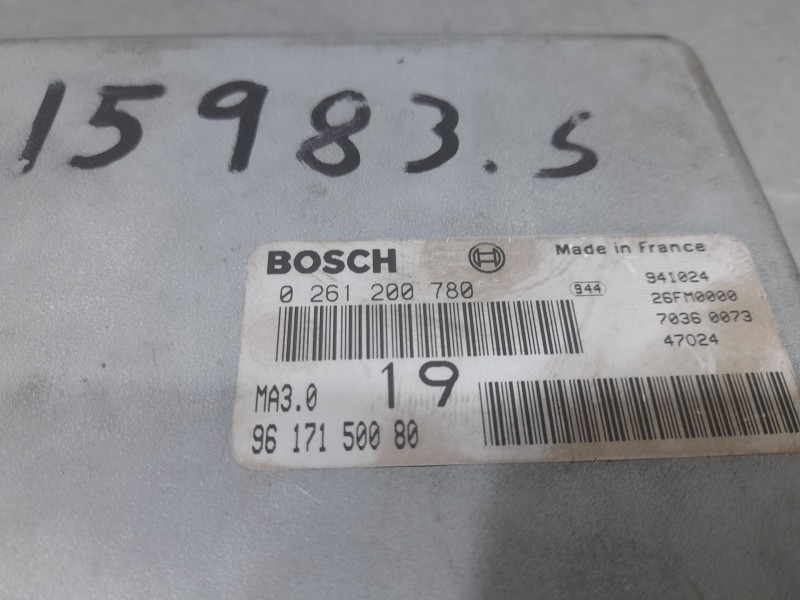 15983.S
BOSCH
Made in France
0 261 200 780
944
941024
26FM0000
7036 0073
47024
MA3.0
19
96 171 500 80